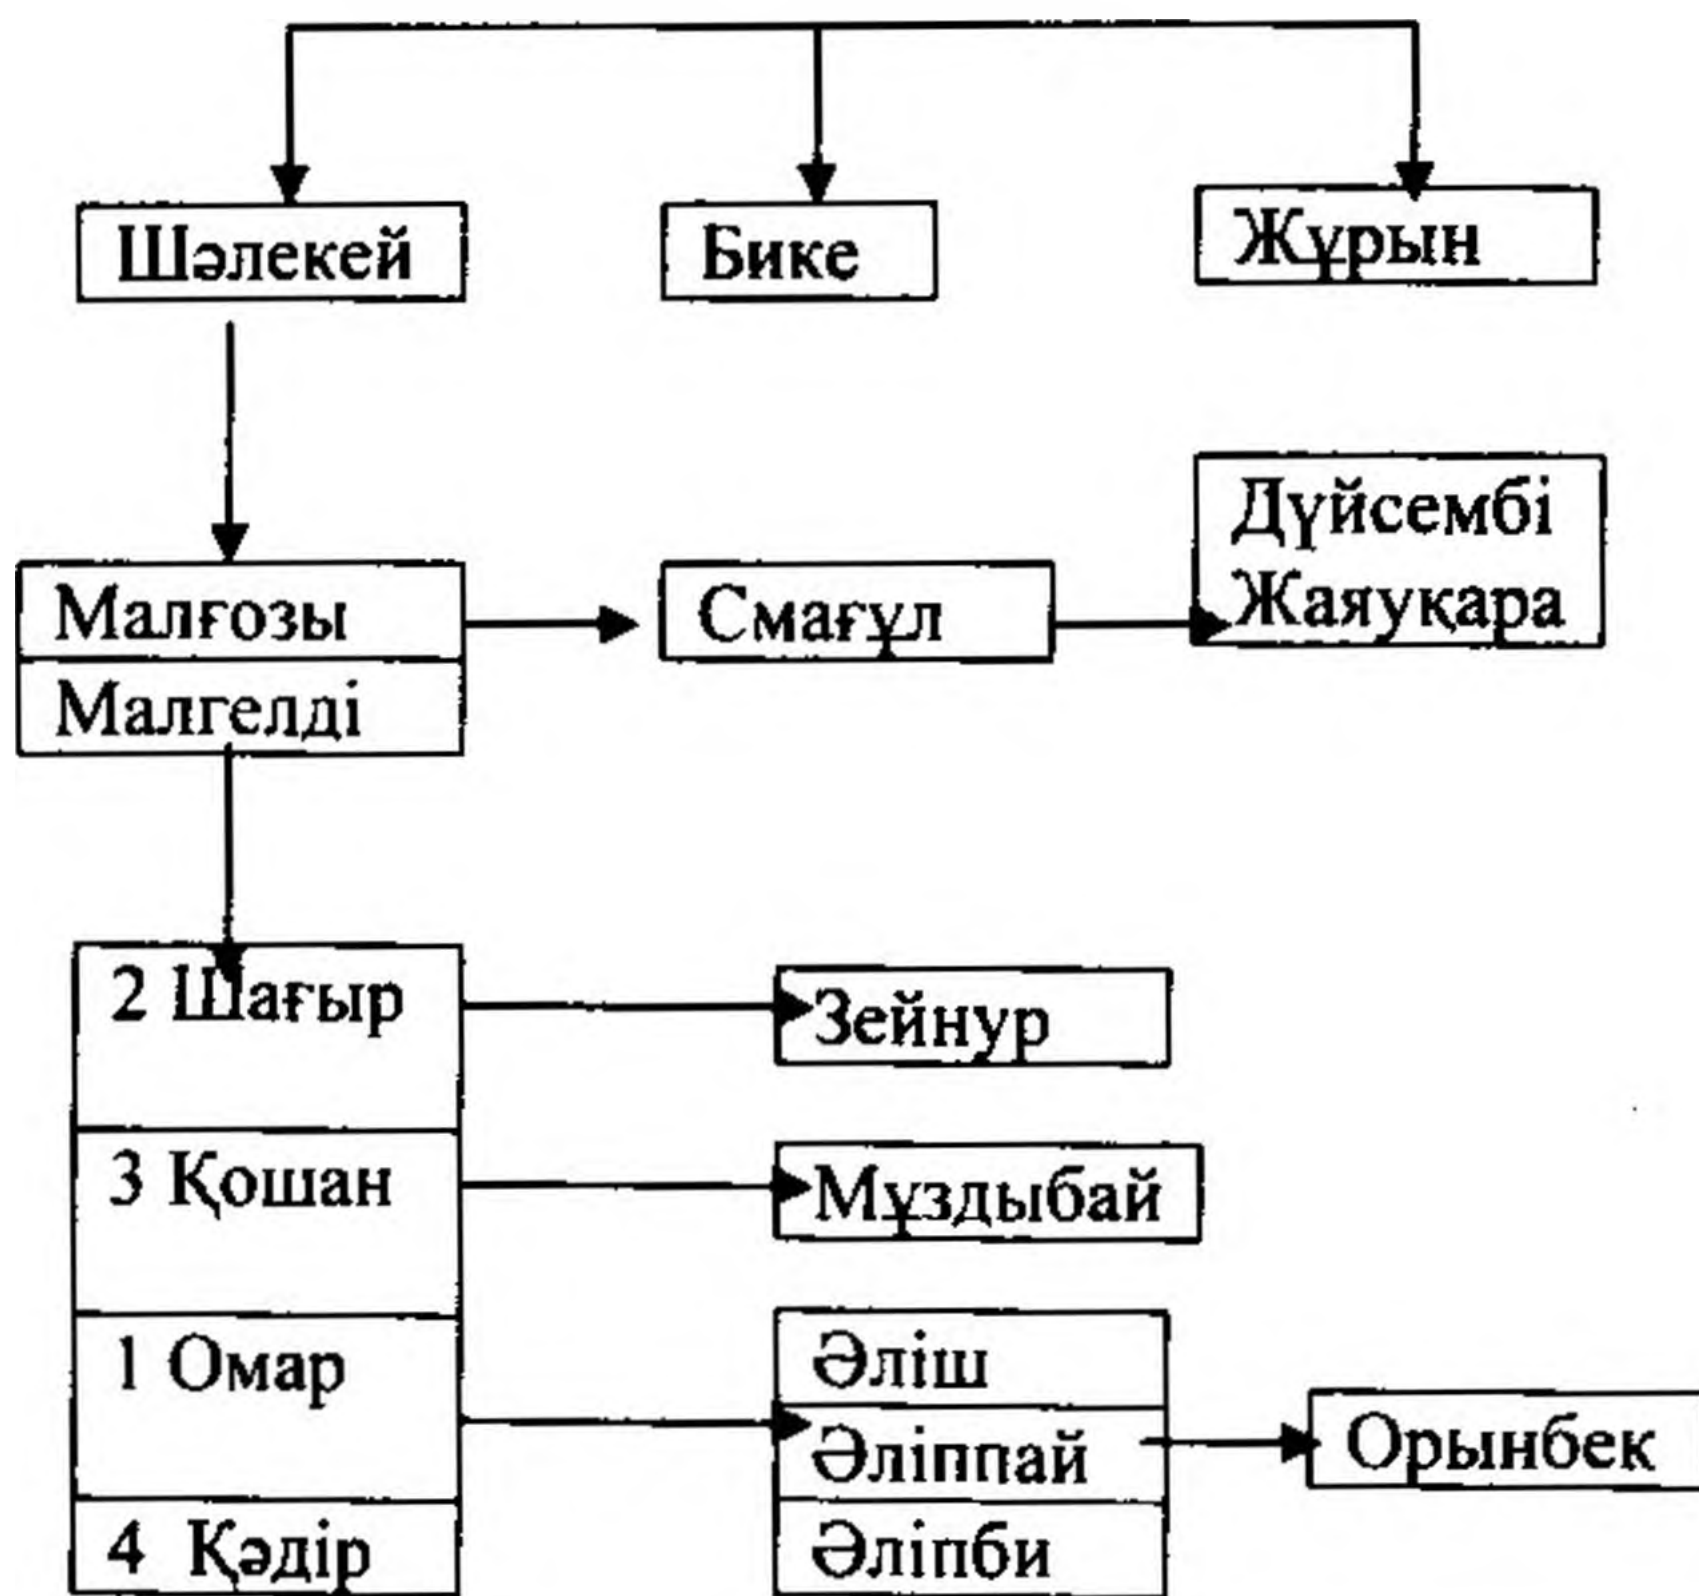 Шәлекей
Бике
Жұрын
Дүйсембі
Жаяуқара
Малғозы
Смағұл
Малгелді
2 Шағыр
Зейнур
3 Қошан
Мұздыбай
1 Омар
Әліш
Әліппай
Орынбек
4 Қәдір
Әліпби